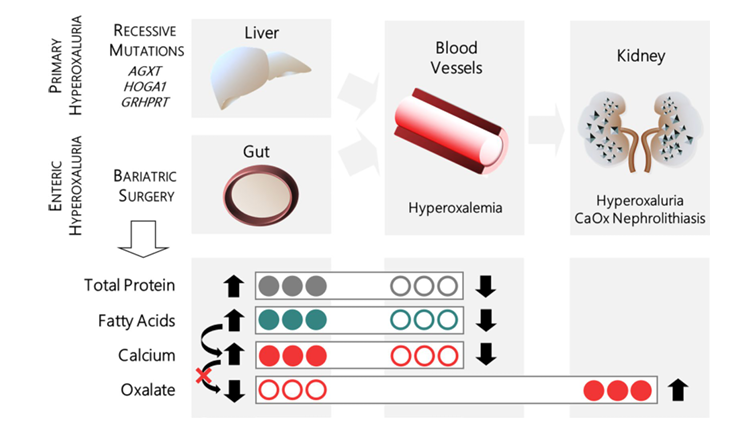 PRIMARY
HYPEROXALURIA
RECESSIVE
MUTATIONS
AGXT
HOGA1
GRHPRT
Liver
Blood
Vessels
Kidney
ENTERIC
HYPEROXALURIA
BARIATRIC
SURGERY
Gut
Hyperoxalemia
Hyperoxaluria
CaOx Nephrolithiasis
Total Protein
Fatty Acids
Calcium
Oxalate